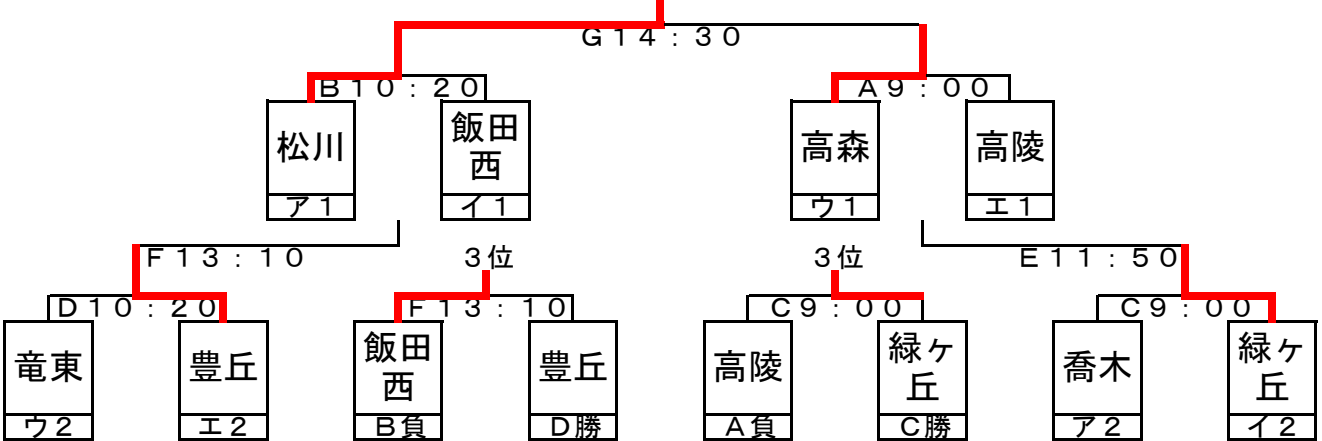 Ｇ１４：３０
Ｂ１０：２０
Ａ９：００
松川
飯田
西
高森
高陵
ア１
イ１
ウ１
エ１
Ｆ１３：１０
３位
３位
Ｅ１１：５０
Ｄ１０：２０
Ｆ１３：１０
Ｃ９：００
Ｃ９：００
竜東
豊丘
飯田
西
豊丘
高陵
緑ヶ
丘
喬木
緑ヶ
丘
ウ２
エ２
Ｂ負
Ｄ勝
Ａ負
Ｃ勝
ア２
イ２